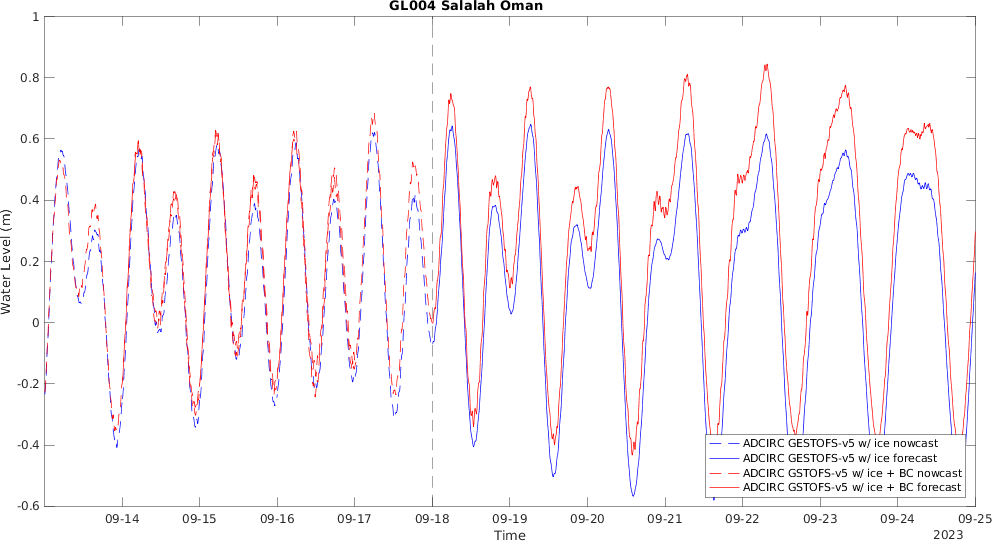 GL004 Salalah Oman
1
0.8
0.6
0.4
0.2
0
-0.2
-0.4
-0.6
Water Level (m)
ADCIRC GESTOFS-v5 w/ ice nowcast
ADCIRC GESTOFS-v5 w/ ice forecast
ADCIRC GSTOFS-v5 w/ ice + BC nowcast
ADCIRC GSTOFS-v5 w/ ice + BC forecast
09-14 09-15 09-16 09-17 09-18 09-19 09-20 09-21 09-22 09-23 09-24 09-25
Time
2023